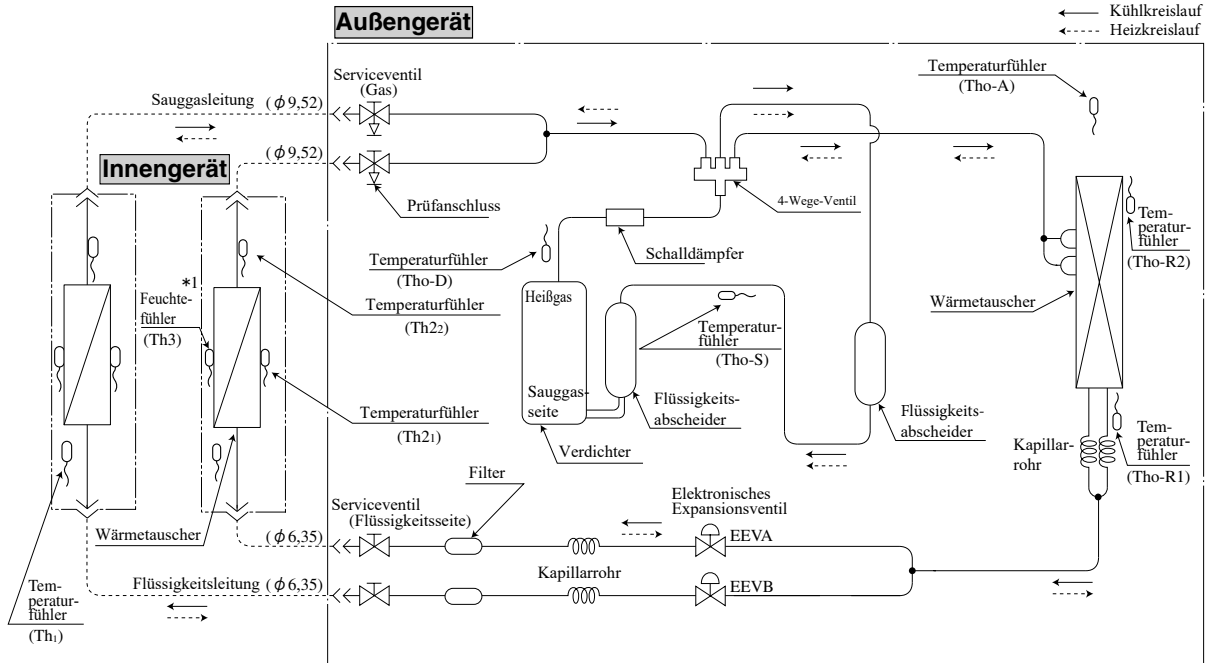 Außengerät
Kühlkreislauf
Heizkreislauf
Serviceventil
(Gas)
Temperaturfühler
(Tho-A)
Sauggasleitung (ϕ9,52)
(ϕ9,52)
Innengerät
Prüfanschluss
4-Wege-Ventil
Schalldämpfer
Temperaturfühler
(Tho-D)
Tem-
peratur-
fühler
(Tho-R2)
*1
Feuchte-
fühler
(Th3)
Temperaturfühler
(Th2₂)
Heißgas
Temperatur-
fühler
(Tho-S)
Wärmetauscher
Sauggas-
seite
Flüssigkeits-
abscheider
Flüssigkeits-
abscheider
Temperaturfühler
(Th2₁)
Verdichter
Kapillar-
rohr
Tem-
peratur-
fühler
(Tho-R1)
Filter
Wärmetauscher
Serviceventil
(Flüssigkeitsseite)
Elektronisches
Expansionsventil
(ϕ6,35)
EEVA
Flüssigkeitsleitung (ϕ6,35)
Kapillarrohr
EEVB
Tem-
peratur-
fühler
(Th₁)